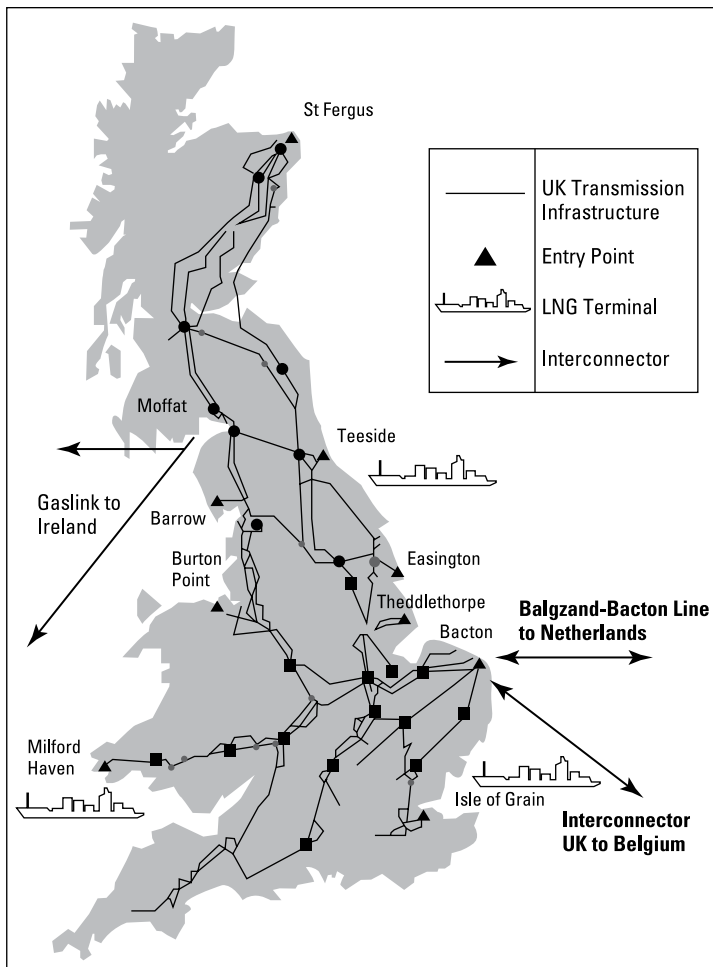 St Fergus
UK Transmission
Infrastructure
Entry Point
LNG Terminal
Interconnector
Moffat
Teeside
Gaslink to
Ireland
Barrow
Burton
Point
Easington
Theddlethorpe
Bacton
Balgzand-Bacton Line
to Netherlands
Milford
Haven
Isle of Grain
Interconnector
UK to Belgium